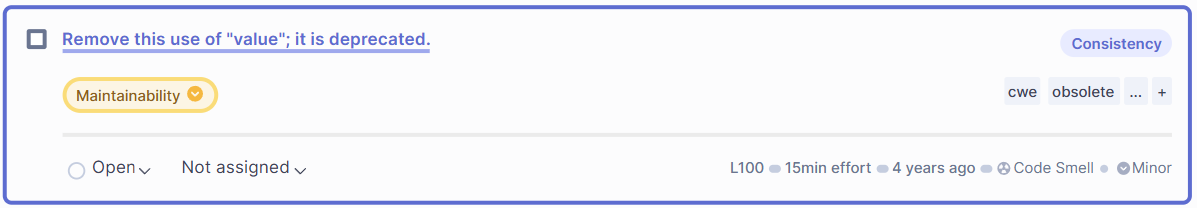 Remove this use of "value"; it is deprecated.
Consistency
Maintainability
cwe obsolete ... +
Open Not assigned
L100 15min effort 4 years ago Code Smell Minor